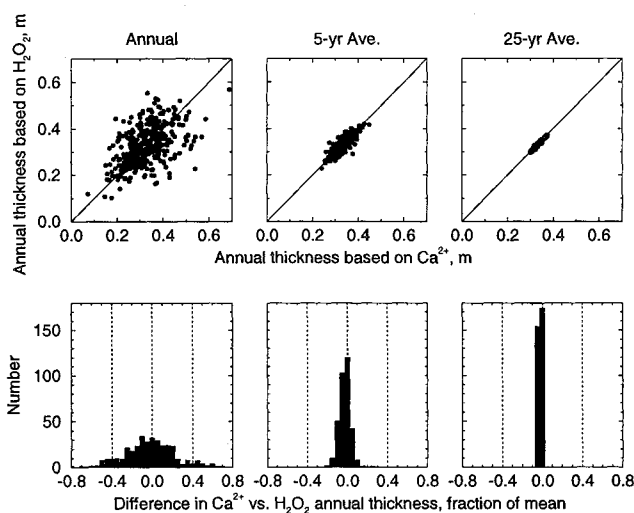 Annual 5-yr Ave. 25-yr Ave.
Annual thickness based on H₂O₂, m
0.6
0.4
0.2
0.0
0.0 0.2 0.4 0.6 0.0 0.2 0.4 0.6 0.0 0.2 0.4 0.6
Annual thickness based on Ca²⁺, m
Number
150
100
50
0
-0.8 -0.4 0.0 0.4 0.8 -0.4 0.0 0.4 0.8 -0.4 0.0 0.4 0.8
Difference in Ca²⁺ vs. H₂O₂ annual thickness, fraction of mean